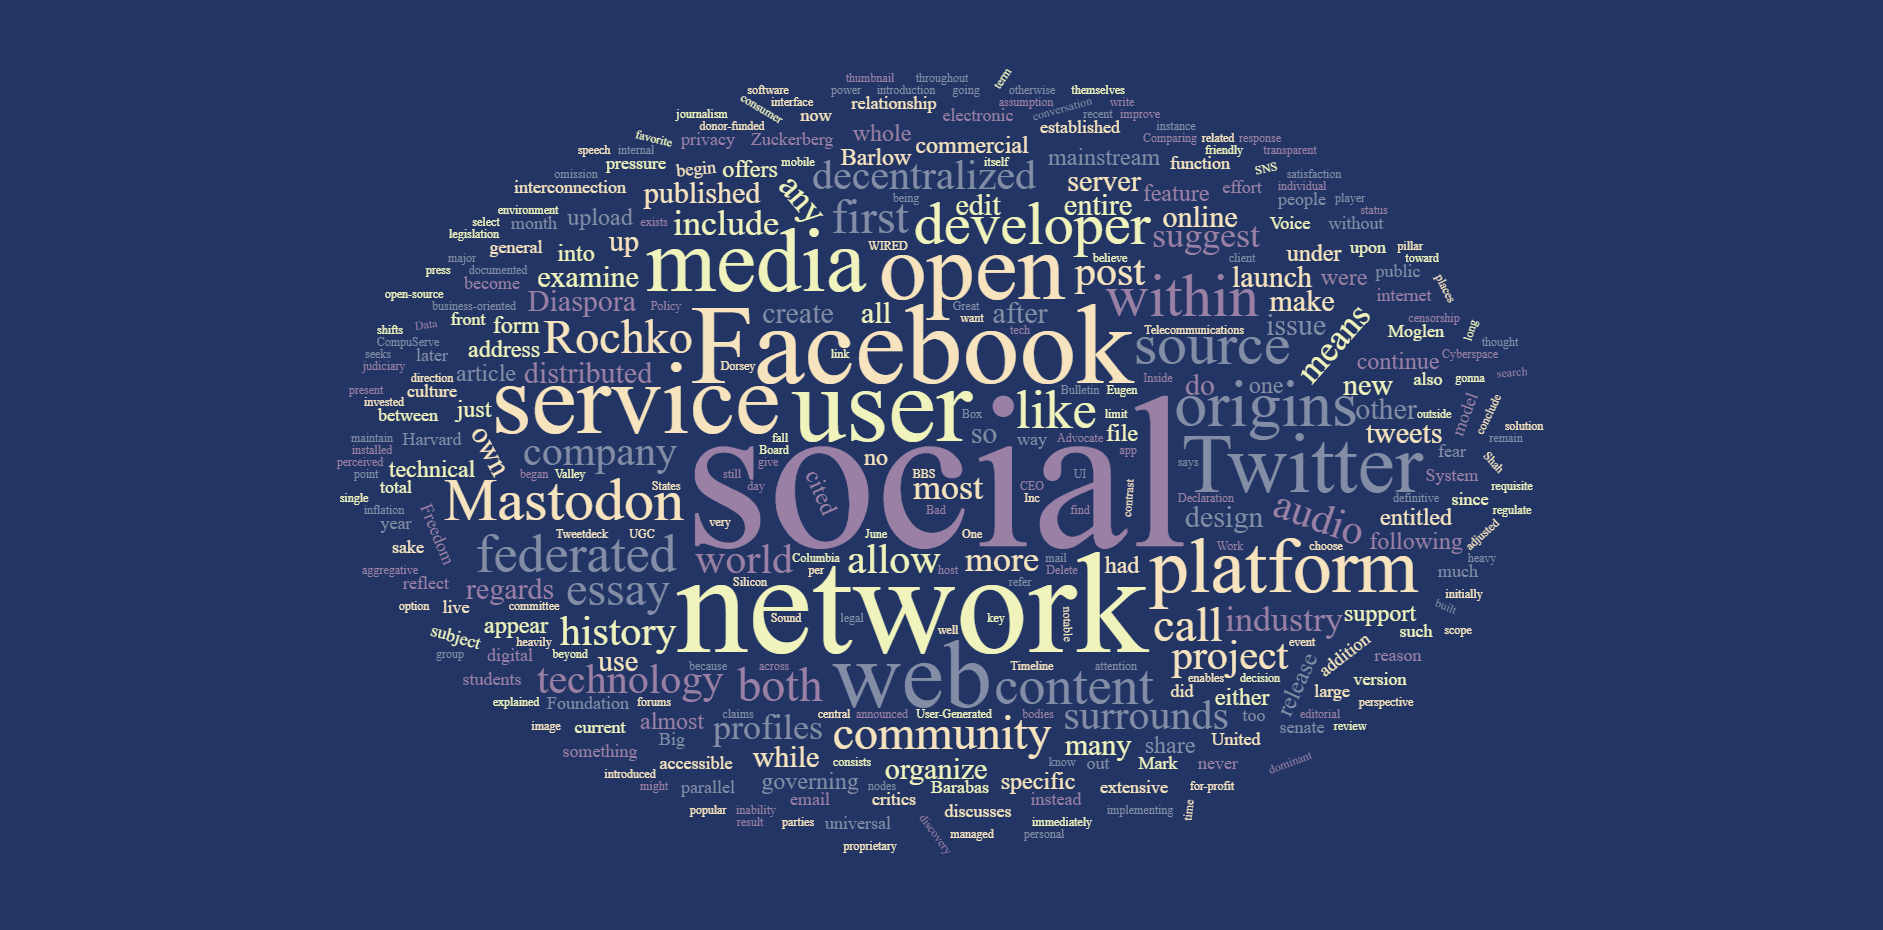 term
thumbnail throughout
software power introduction going otherwise themselves
consumer interface relationship assumption conversation write
journalism now electronic recent improve
donor-funded whole established instance
favorite privacy Zuckerberg commercial Comparing related response
speech internal pressure mobile Barlow itself mainstream function friendly transparent
omission begin offers decentralized server SNS satisfaction
interconnection published any being feature effort individual people player
environment month upload exists include first edit entire online Voice without status
select legislation general into up WIRED developer suggest under upon pillar
major press documented examine media open believe post client launch were public toward
become business-oriented Diaspora Policy within make internet places
open-source front form create all Great want after Telecommunications issue means censorship
shifts Data CompuServe address Rochko Facebook tech source Moglen long
seeks later judiciary link Dorsey continue Cyberspace thought
direction article distributed Inside do one new also gonna search
present culture service user Bulletin Eugen origins model conclude
invested between just Box like limit other outside solution
maintain Harvard own company fall so way Advocate file Twitter tweets remain
installed perceived technical Board give no app says fear Shah
point began Valley still cited BBS UI System requisite
total States day most CEO contrast Declaration definitive since
single Mastodon social Inc Bad find design audio entitled regulate
inflation year Freedom very
Tweetdeck UGC June One adjusted
sake federated world Columbia allow more mail had Work choose following heavy
aggregative per host Delete platform much
reflect regards essay Silicon network refer initially
option live committee Sound legal key notable call industry support built
subject appear heavily history well such scope
group digital beyond use because across web Timeline attention project event addition reason
students technology both content enables decision did either release version
explained Foundation forums claims central announced User-Generated bodies surrounds too large perspective
image current almost profiles community senate editorial review
something Big while consists many share United
introduced accessible organize know out Mark never dominant
might parallel governing nodes Barabas specific extensive for-profit
popular inability email critics discusses instead implementing time
result parties universal discovery managed immediately personal
proprietary